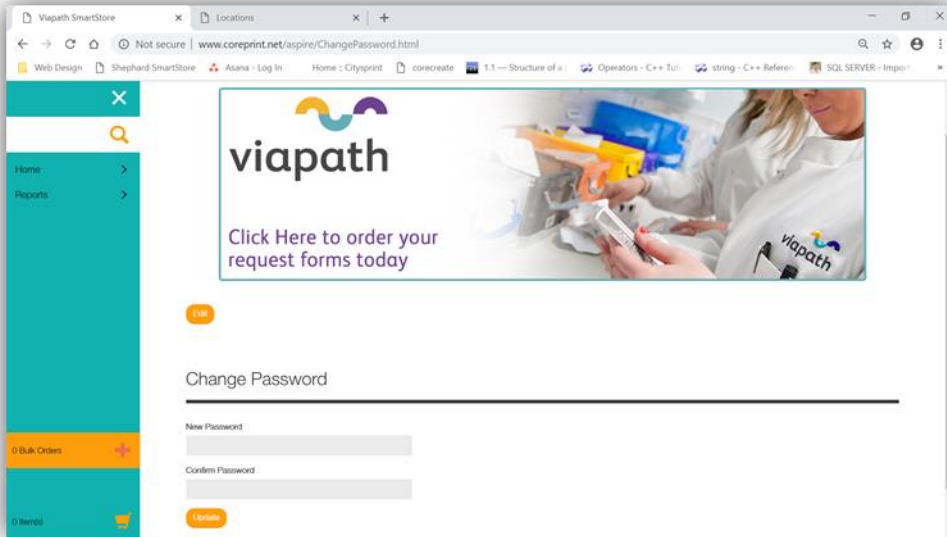 Viapath SmartStore
Locations
Not secure | www.coreprint.net/aspire/ChangePassword.html
Web Design
Shephard SmartStore
Asana - Log In
Home :: Citysprint
corecreate
1.1 — Structure of a
Operators - C++ Tut
string - C++ Referen
SQL SERVER - Import
Home
Reports
0 Bulk Orders
0 Item(s)
viapath
Click Here to order your
request forms today
viapath
Edit
Change Password
New Password
Confirm Password
Update